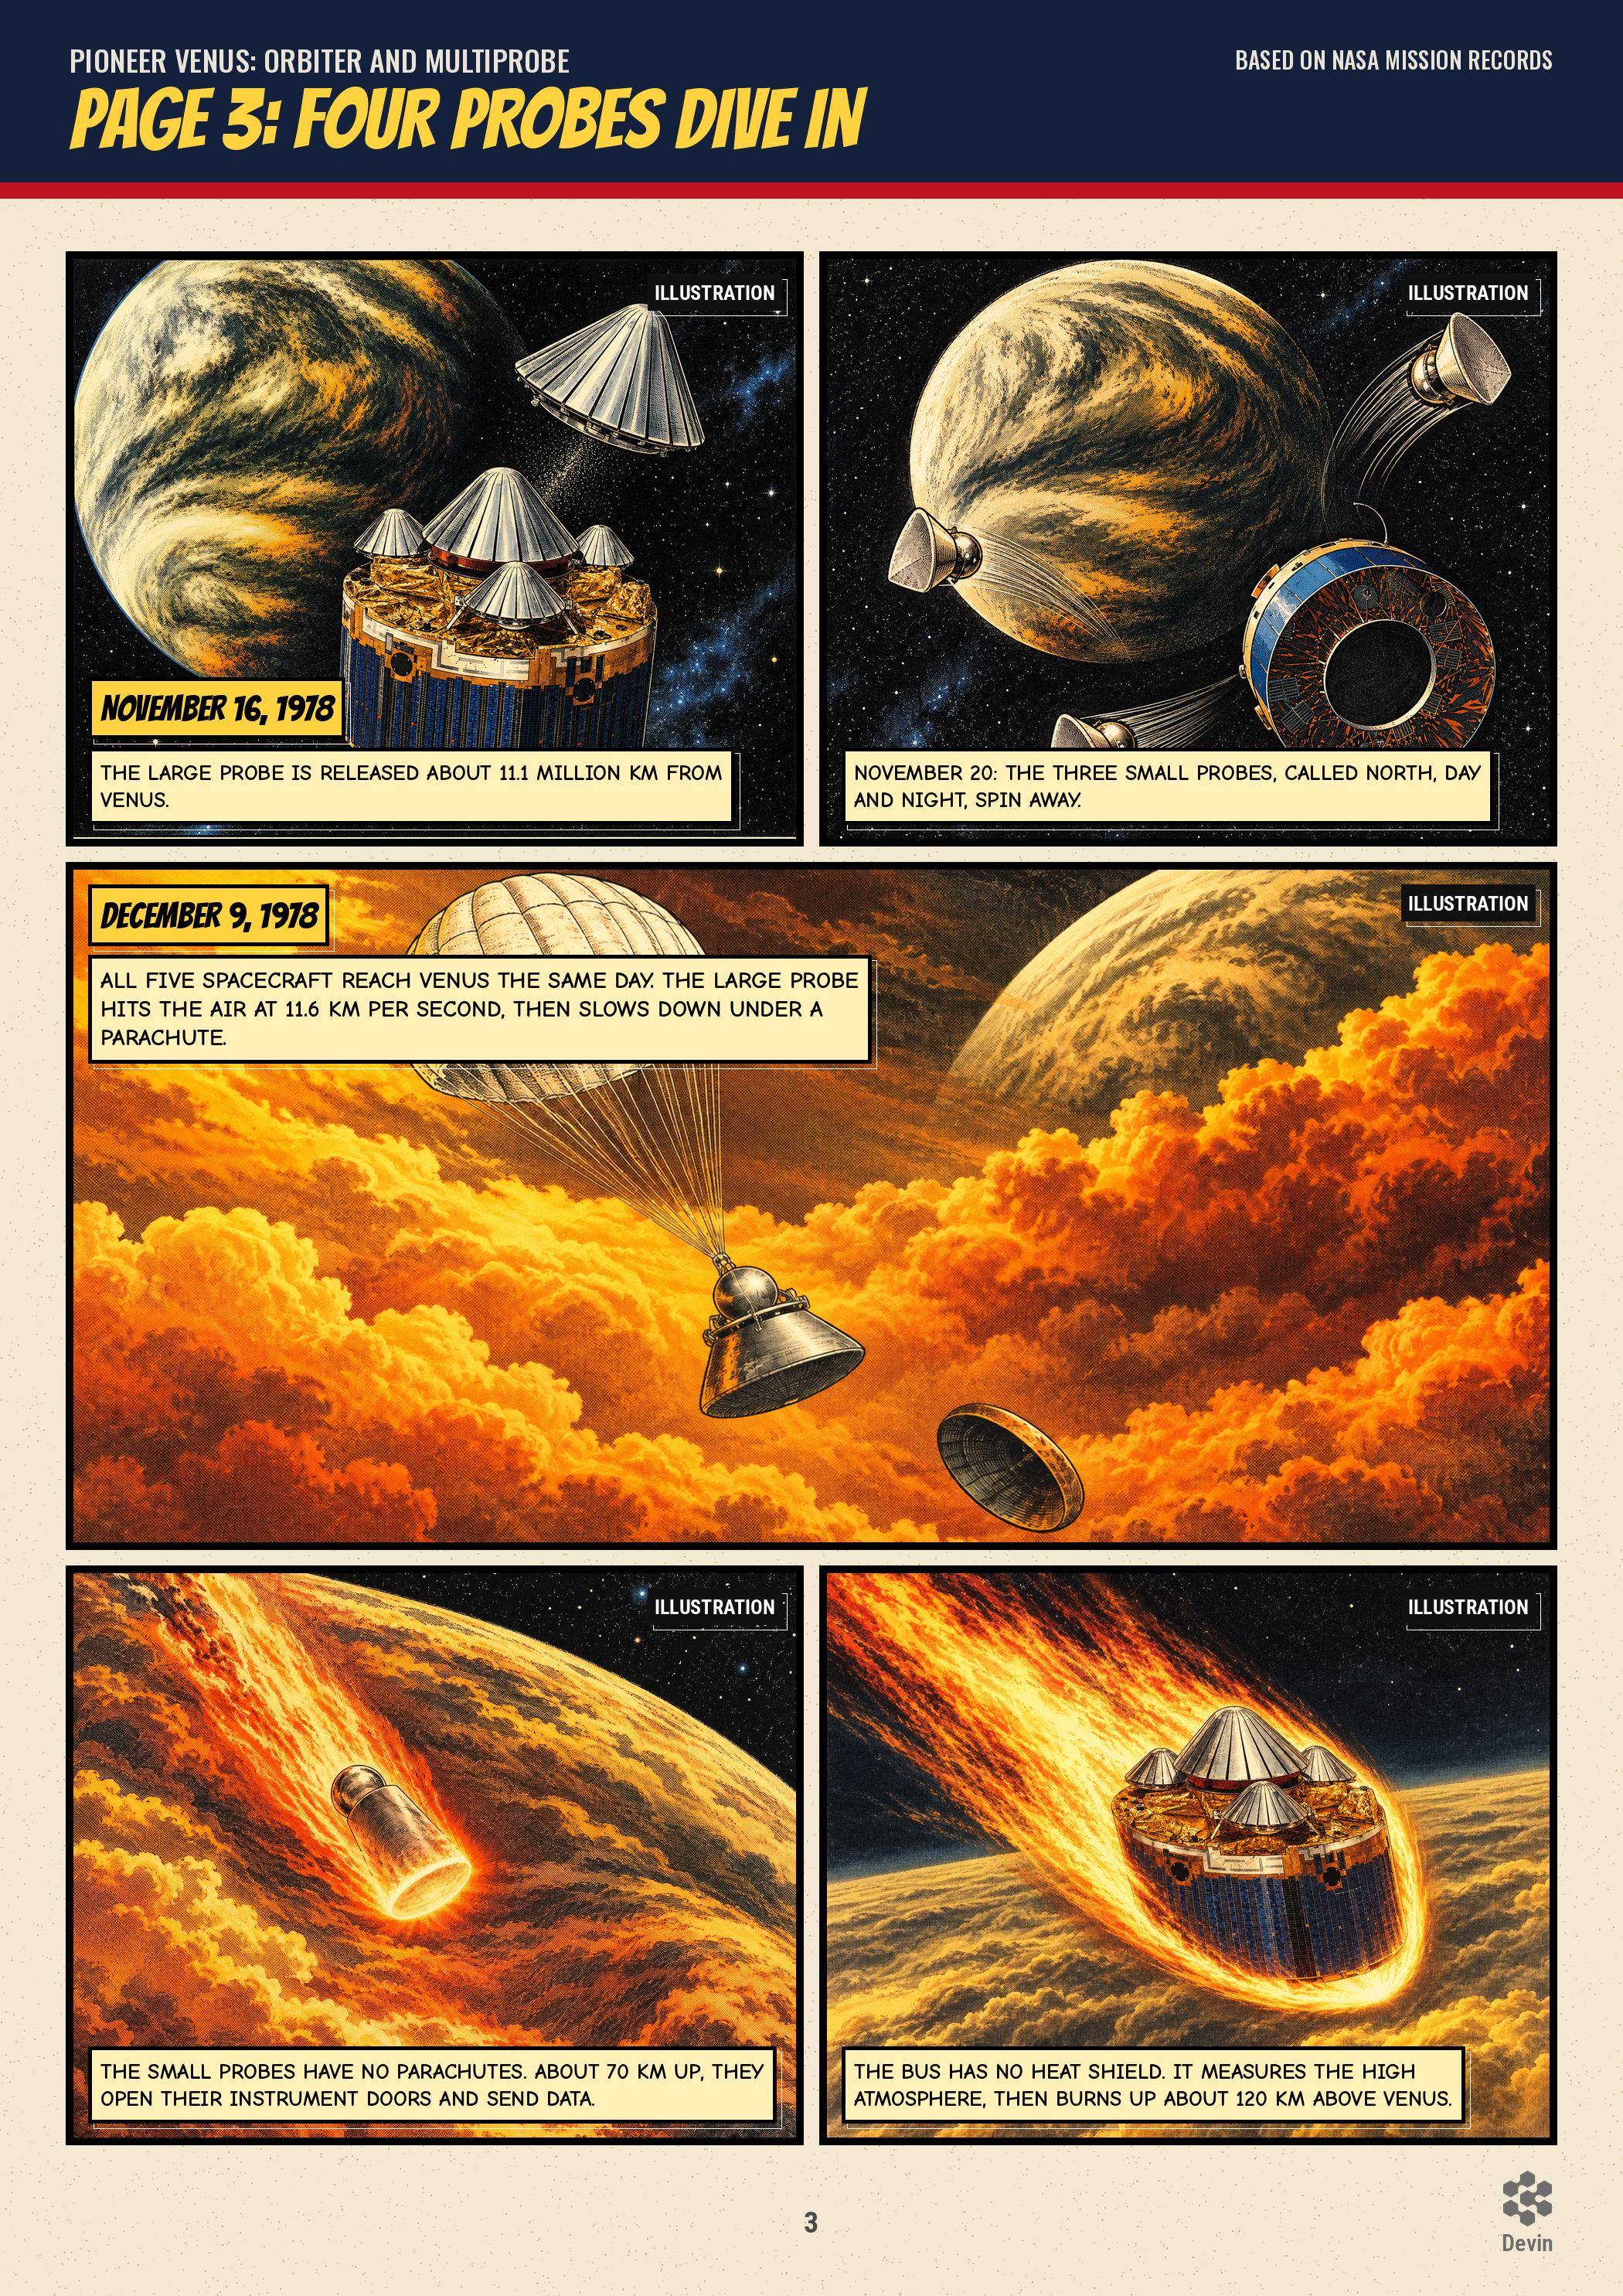 PIONEER VENUS: ORBITER AND MULTIPROBE
BASED ON NASA MISSION RECORDS
PAGE 3: FOUR PROBES DIVE IN
ILLUSTRATION
NOVEMBER 16, 1978
THE LARGE PROBE IS RELEASED ABOUT 11.1 MILLION KM FROM
VENUS.
ILLUSTRATION
NOVEMBER 20: THE THREE SMALL PROBES, CALLED NORTH, DAY
AND NIGHT, SPIN AWAY.
DECEMBER 9, 1978
ILLUSTRATION
ALL FIVE SPACECRAFT REACH VENUS THE SAME DAY. THE LARGE PROBE
HITS THE AIR AT 11.6 KM PER SECOND, THEN SLOWS DOWN UNDER A
PARACHUTE.
ILLUSTRATION
THE SMALL PROBES HAVE NO PARACHUTES. ABOUT 70 KM UP, THEY
OPEN THEIR INSTRUMENT DOORS AND SEND DATA.
ILLUSTRATION
THE BUS HAS NO HEAT SHIELD. IT MEASURES THE HIGH
ATMOSPHERE, THEN BURNS UP ABOUT 120 KM ABOVE VENUS.
3
Devin